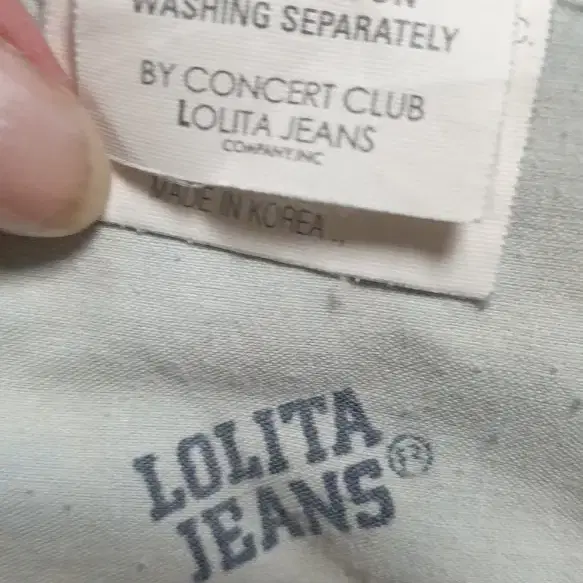 WASHING SEPARATELY
BY CONCERT CLUB
LOLITA JEANS
COMPANY.INC
MADE IN KOREA
LOLITA
JEANS ®